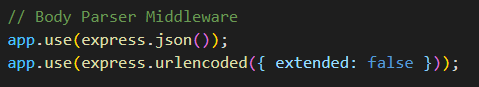 // Body Parser Middleware
app.use(express.json());
app.use(express.urlencoded({ extended: false }));